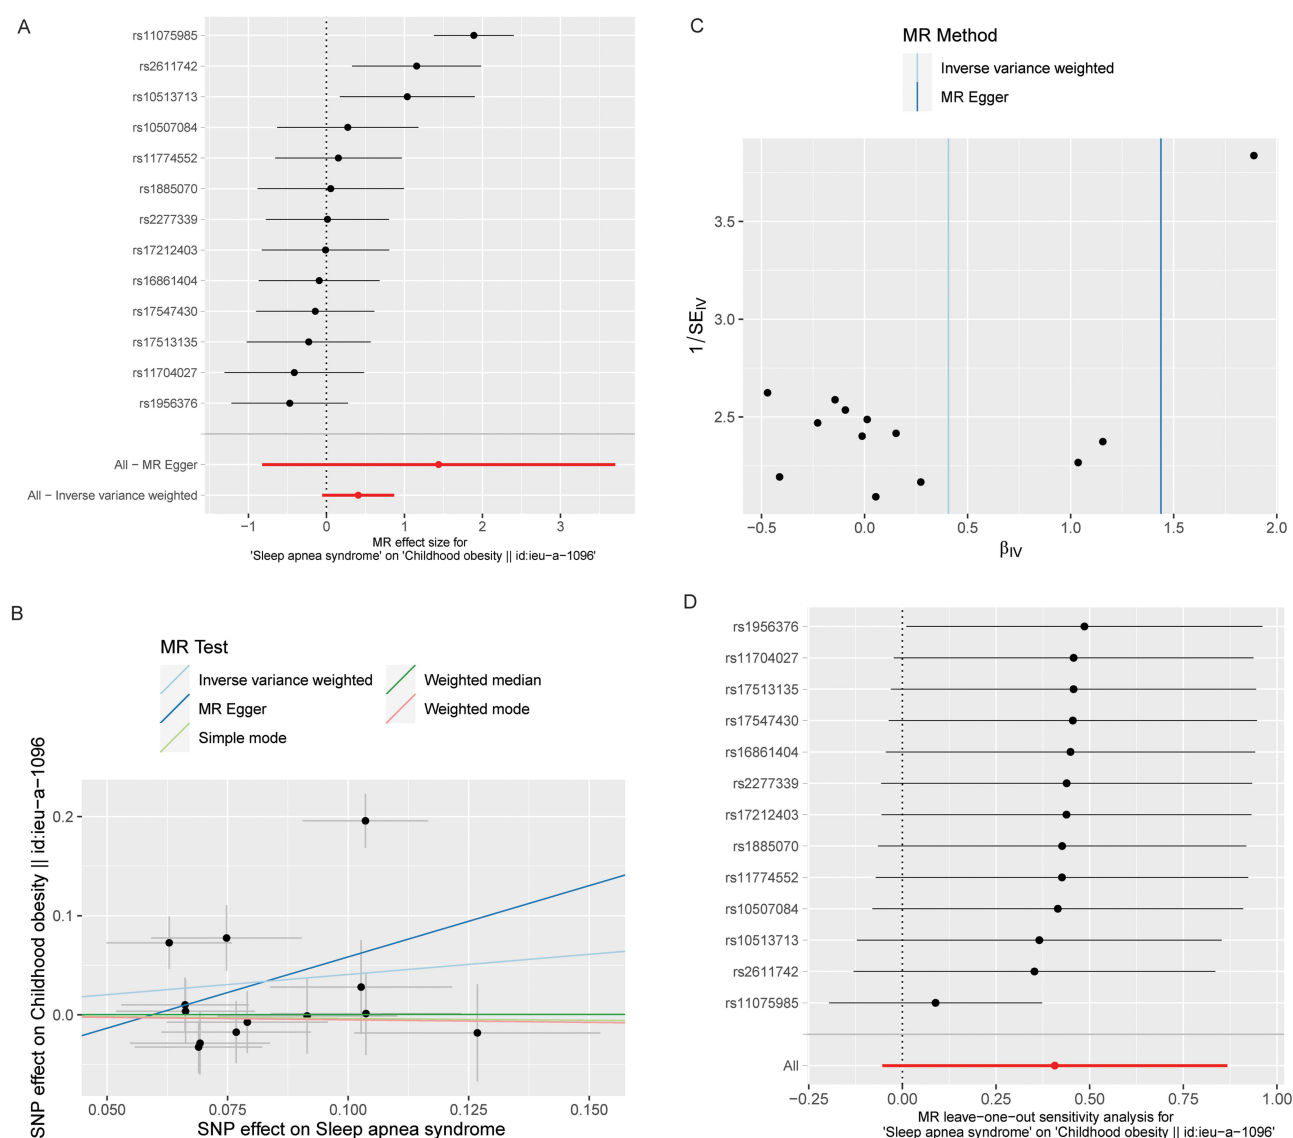 A
rs11075985
rs2611742
rs10513713
rs10507084
rs11774552
rs1885070
rs2277339
rs17212403
rs16861404
rs17547430
rs17513135
rs11704027
rs1956376
All − MR Egger
All − Inverse variance weighted
−1 0 1 2 3
MR effect size for
'Sleep apnea syndrome' on 'Childhood obesity || id:ieu−a−1096'
C
MR Method
Inverse variance weighted
MR Egger
3.5
3.0
2.5
1/SE_IV
−0.5 0.0 0.5 1.0 1.5 2.0
β_IV
B
MR Test
Inverse variance weighted
MR Egger
Simple mode
Weighted median
Weighted mode
SNP effect on Childhood obesity || id:ieu−a−1096
0.2
0.1
0.0
0.050 0.075 0.100 0.125 0.150
SNP effect on Sleep apnea syndrome
D
rs1956376
rs11704027
rs17513135
rs17547430
rs16861404
rs2277339
rs17212403
rs1885070
rs11774552
rs10507084
rs10513713
rs2611742
rs11075985
All
−0.25 0.00 0.25 0.50 0.75 1.00
MR leave−one−out sensitivity analysis for
'Sleep apnea syndrome' on 'Childhood obesity || id:ieu−a−1096'